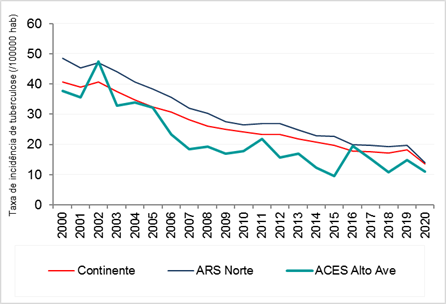 Taxa de incidência de tuberculose (/100000 hab)
60
50
40
30
20
10
0
2000 2001 2002 2003 2004 2005 2006 2007 2008 2009 2010 2011 2012 2013 2014 2015 2016 2017 2018 2019 2020
Continente ARS Norte ACES Alto Ave